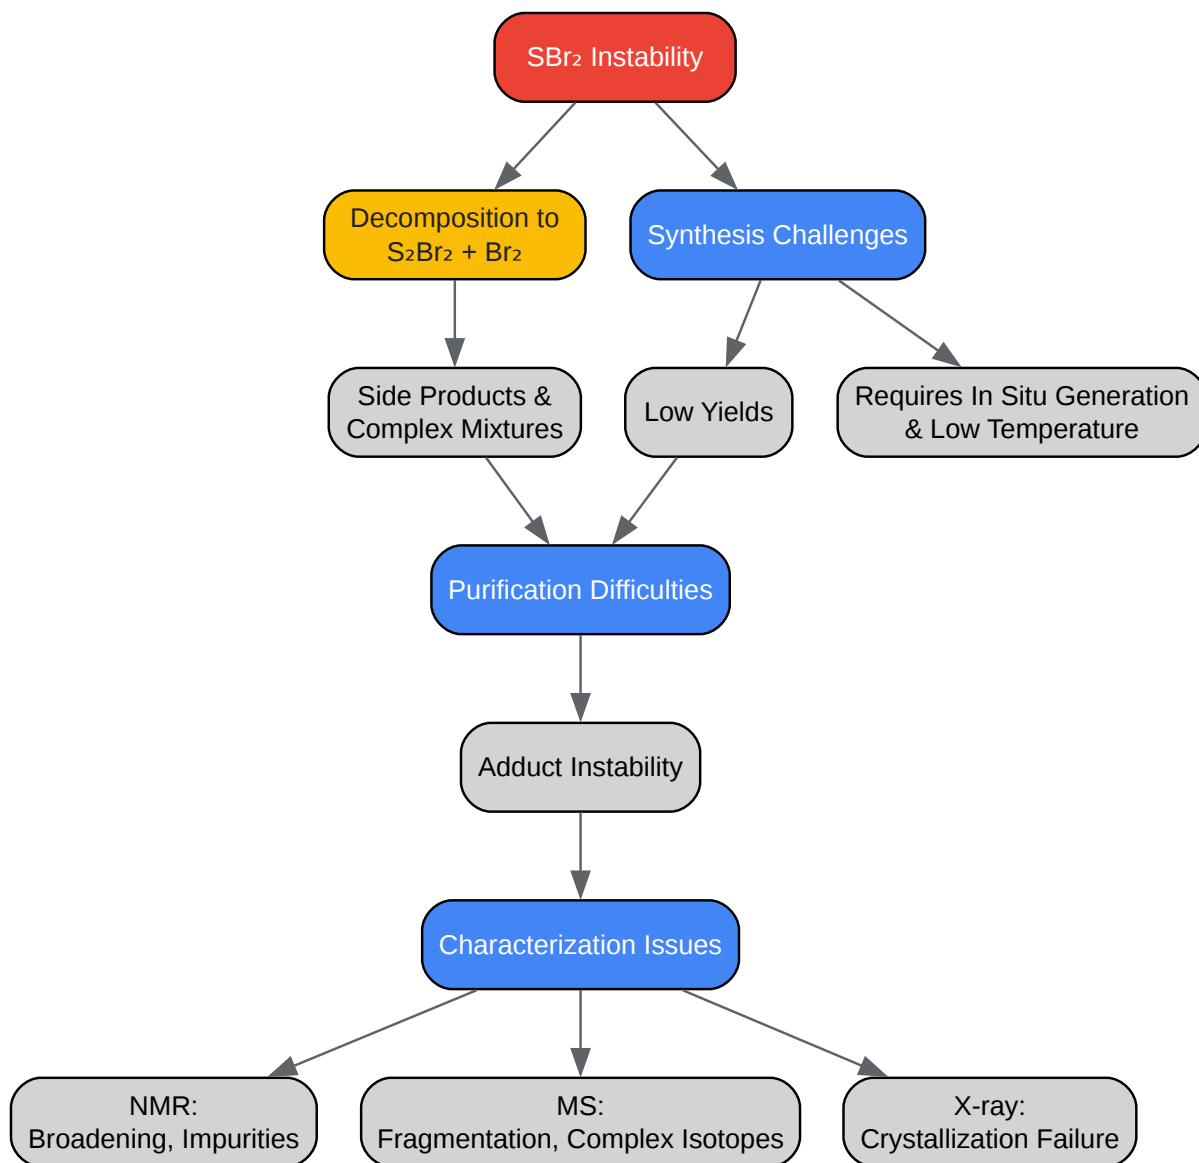 SBr₂ Instability
Decomposition to
S₂Br₂ + Br₂
Synthesis Challenges
Side Products &
Complex Mixtures
Low Yields
Requires In Situ Generation
& Low Temperature
Purification Difficulties
Adduct Instability
Characterization Issues
NMR:
Broadening, Impurities
MS:
Fragmentation, Complex Isotopes
X-ray:
Crystallization Failure